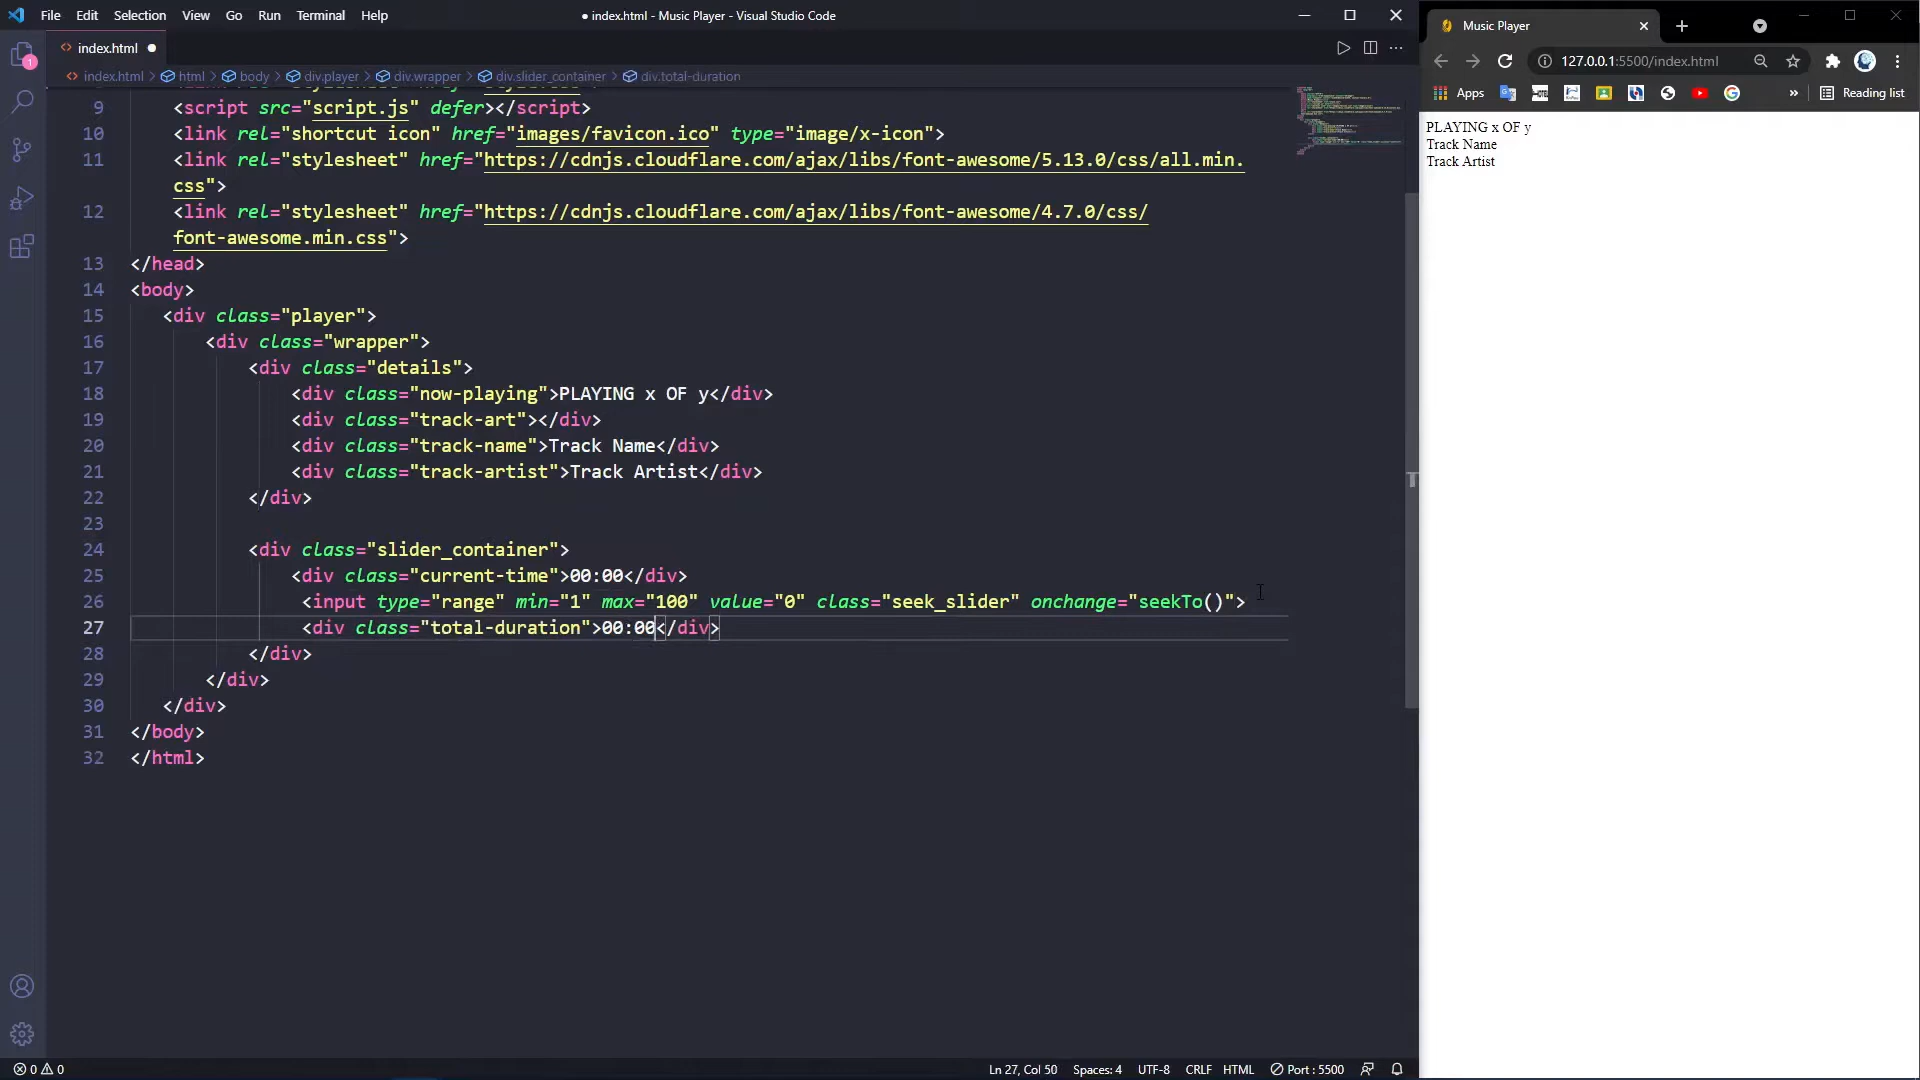 File Edit Selection View Go Run Terminal Help
● index.html - Music Player - Visual Studio Code
Music Player
index.html ●
127.0.0.1:5500/index.html
index.html > html > body > div.player > div.wrapper > div.slider_container > div.total-duration
Apps
» Reading list
9 <script src="script.js" defer></script>
10 <link rel="shortcut icon" href="images/favicon.ico" type="image/x-icon">
11 <link rel="stylesheet" href="https://cdnjs.cloudflare.com/ajax/libs/font-awesome/5.13.0/css/all.min.
css">
12 <link rel="stylesheet" href="https://cdnjs.cloudflare.com/ajax/libs/font-awesome/4.7.0/css/
font-awesome.min.css">
13 </head>
14 <body>
15 <div class="player">
16 <div class="wrapper">
17 <div class="details">
18 <div class="now-playing">PLAYING x OF y</div>
19 <div class="track-art"></div>
20 <div class="track-name">Track Name</div>
21 <div class="track-artist">Track Artist</div>
22 </div>
23
24 <div class="slider_container">
25 <div class="current-time">00:00</div>
26 <input type="range" min="1" max="100" value="0" class="seek_slider" onchange="seekTo()">
27 <div class="total-duration">00:00</div>
28 </div>
29 </div>
30 </div>
31 </body>
32 </html>
PLAYING x OF y
Track Name
Track Artist
1
0 0
Ln 27, Col 50 Spaces: 4 UTF-8 CRLF HTML Port : 5500